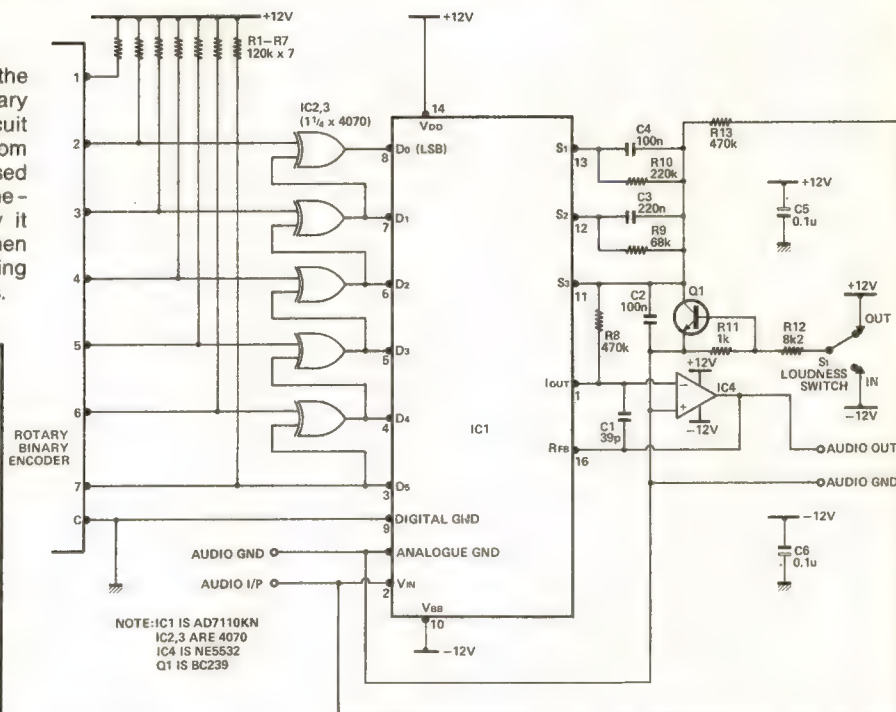 the
ary
cuit
om
sed
ne-
it
nen
ing
s.
+12V
R1–R7
120k x 7
1
2
3
4
5
6
7
C
ROTARY
BINARY
ENCODER
IC2,3
(1¼ x 4070)
+12V
14
VDD
8
D0 (LSB)
7
D1
6
D2
5
D3
4
D4
3
D5
9
DIGITAL GND
ANALOGUE GND
2
VIN
VBB
10
−12V
IC1
AUDIO GND
AUDIO I/P
S1
13
S2
12
S3
11
IOUT
1
RFB
16
C4
100n
R10
220k
C3
220n
R9
68k
C2
100n
R8
470k
C1
39p
R13
470k
+12V
C5
0.1u
Q1
R11
1k
R12
8k2
+12V
OUT
S1
LOUDNESS
SWITCH
IN
−12V
+12V
IC4
−12V
AUDIO OUT
AUDIO GND
−12V
C6
0.1u
NOTE:IC1 IS AD7110KN
IC2,3 ARE 4070
IC4 IS NE5532
Q1 IS BC239